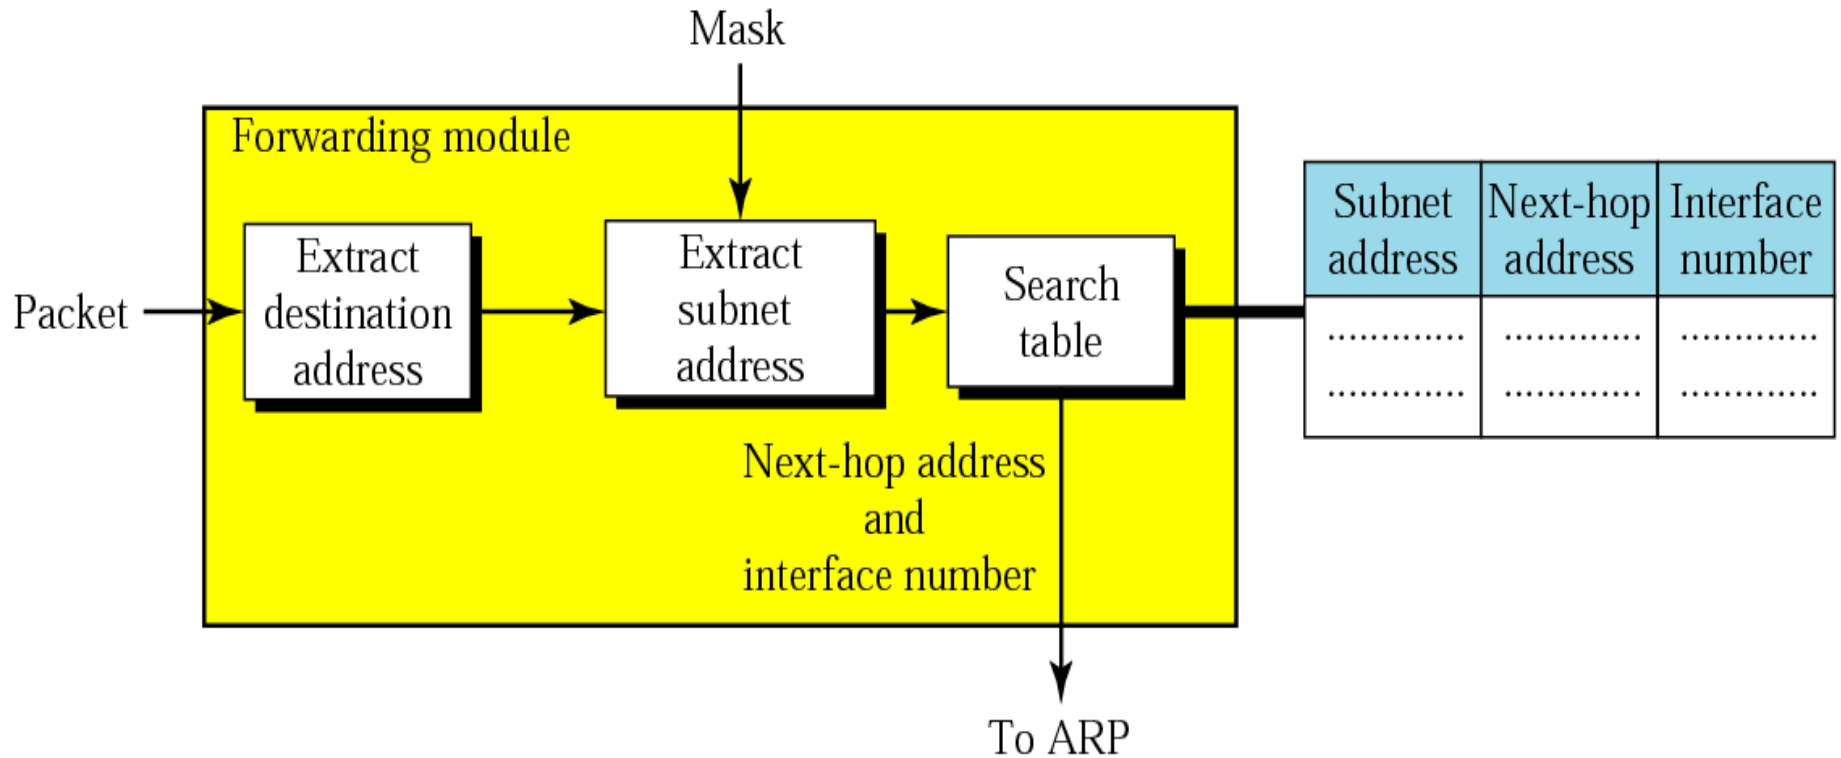 Mask
Forwarding module
Packet
Extract
destination
address
Extract
subnet
address
Search
table
Subnet
address
Next-hop
address
Interface
number
.............
.............
.............
.............
.............
.............
Next-hop address
and
interface number
To ARP